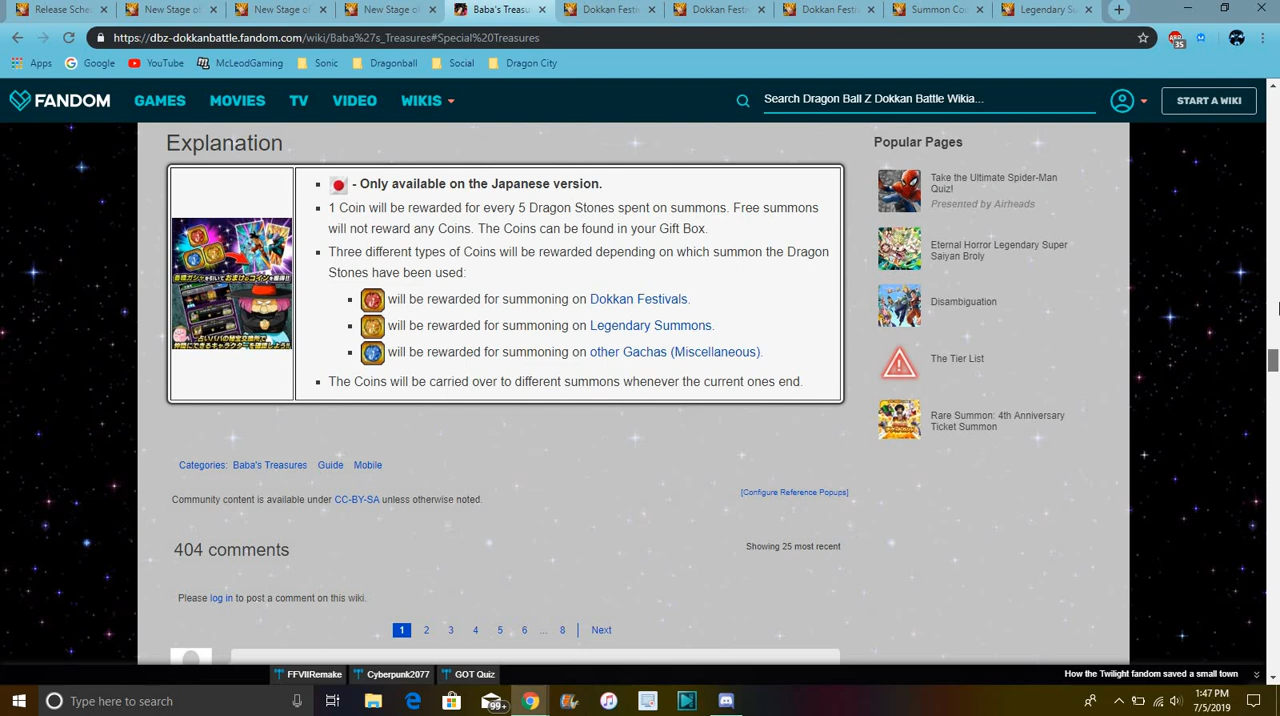 Release Sche
New Stage of
New Stage of
New Stage of
Baba's Treasu
Dokkan Festi
Dokkan Festi
Dokkan Festi
Summon Co
Legendary Su
https://dbz-dokkanbattle.fandom.com/wiki/Baba%27s_Treasures#Special%20Treasures
35
Apps
Google
YouTube
McLeodGaming
Sonic
Dragonball
Social
Dragon City
FANDOM
GAMES
MOVIES
TV
VIDEO
WIKIS
Search Dragon Ball Z Dokkan Battle Wikia...
START A WIKI
Explanation
- Only available on the Japanese version.
1 Coin will be rewarded for every 5 Dragon Stones spent on summons. Free summons
will not reward any Coins. The Coins can be found in your Gift Box.
Three different types of Coins will be rewarded depending on which summon the Dragon
Stones have been used:
will be rewarded for summoning on Dokkan Festivals.
will be rewarded for summoning on Legendary Summons.
will be rewarded for summoning on other Gachas (Miscellaneous).
The Coins will be carried over to different summons whenever the current ones end.
Popular Pages
Take the Ultimate Spider-Man
Quiz!
Presented by Airheads
Eternal Horror Legendary Super
Saiyan Broly
Disambiguation
The Tier List
Rare Summon: 4th Anniversary
Ticket Summon
Categories: Baba's Treasures Guide Mobile
Community content is available under CC-BY-SA unless otherwise noted.
[Configure Reference Popups]
404 comments
Showing 25 most recent
Please log in to post a comment on this wiki.
1 2 3 4 5 6 ... 8 Next
FFVIIRemake
Cyberpunk2077
GOT Quiz
How the Twilight fandom saved a small town
Type here to search
99+
1:47 PM
7/5/2019